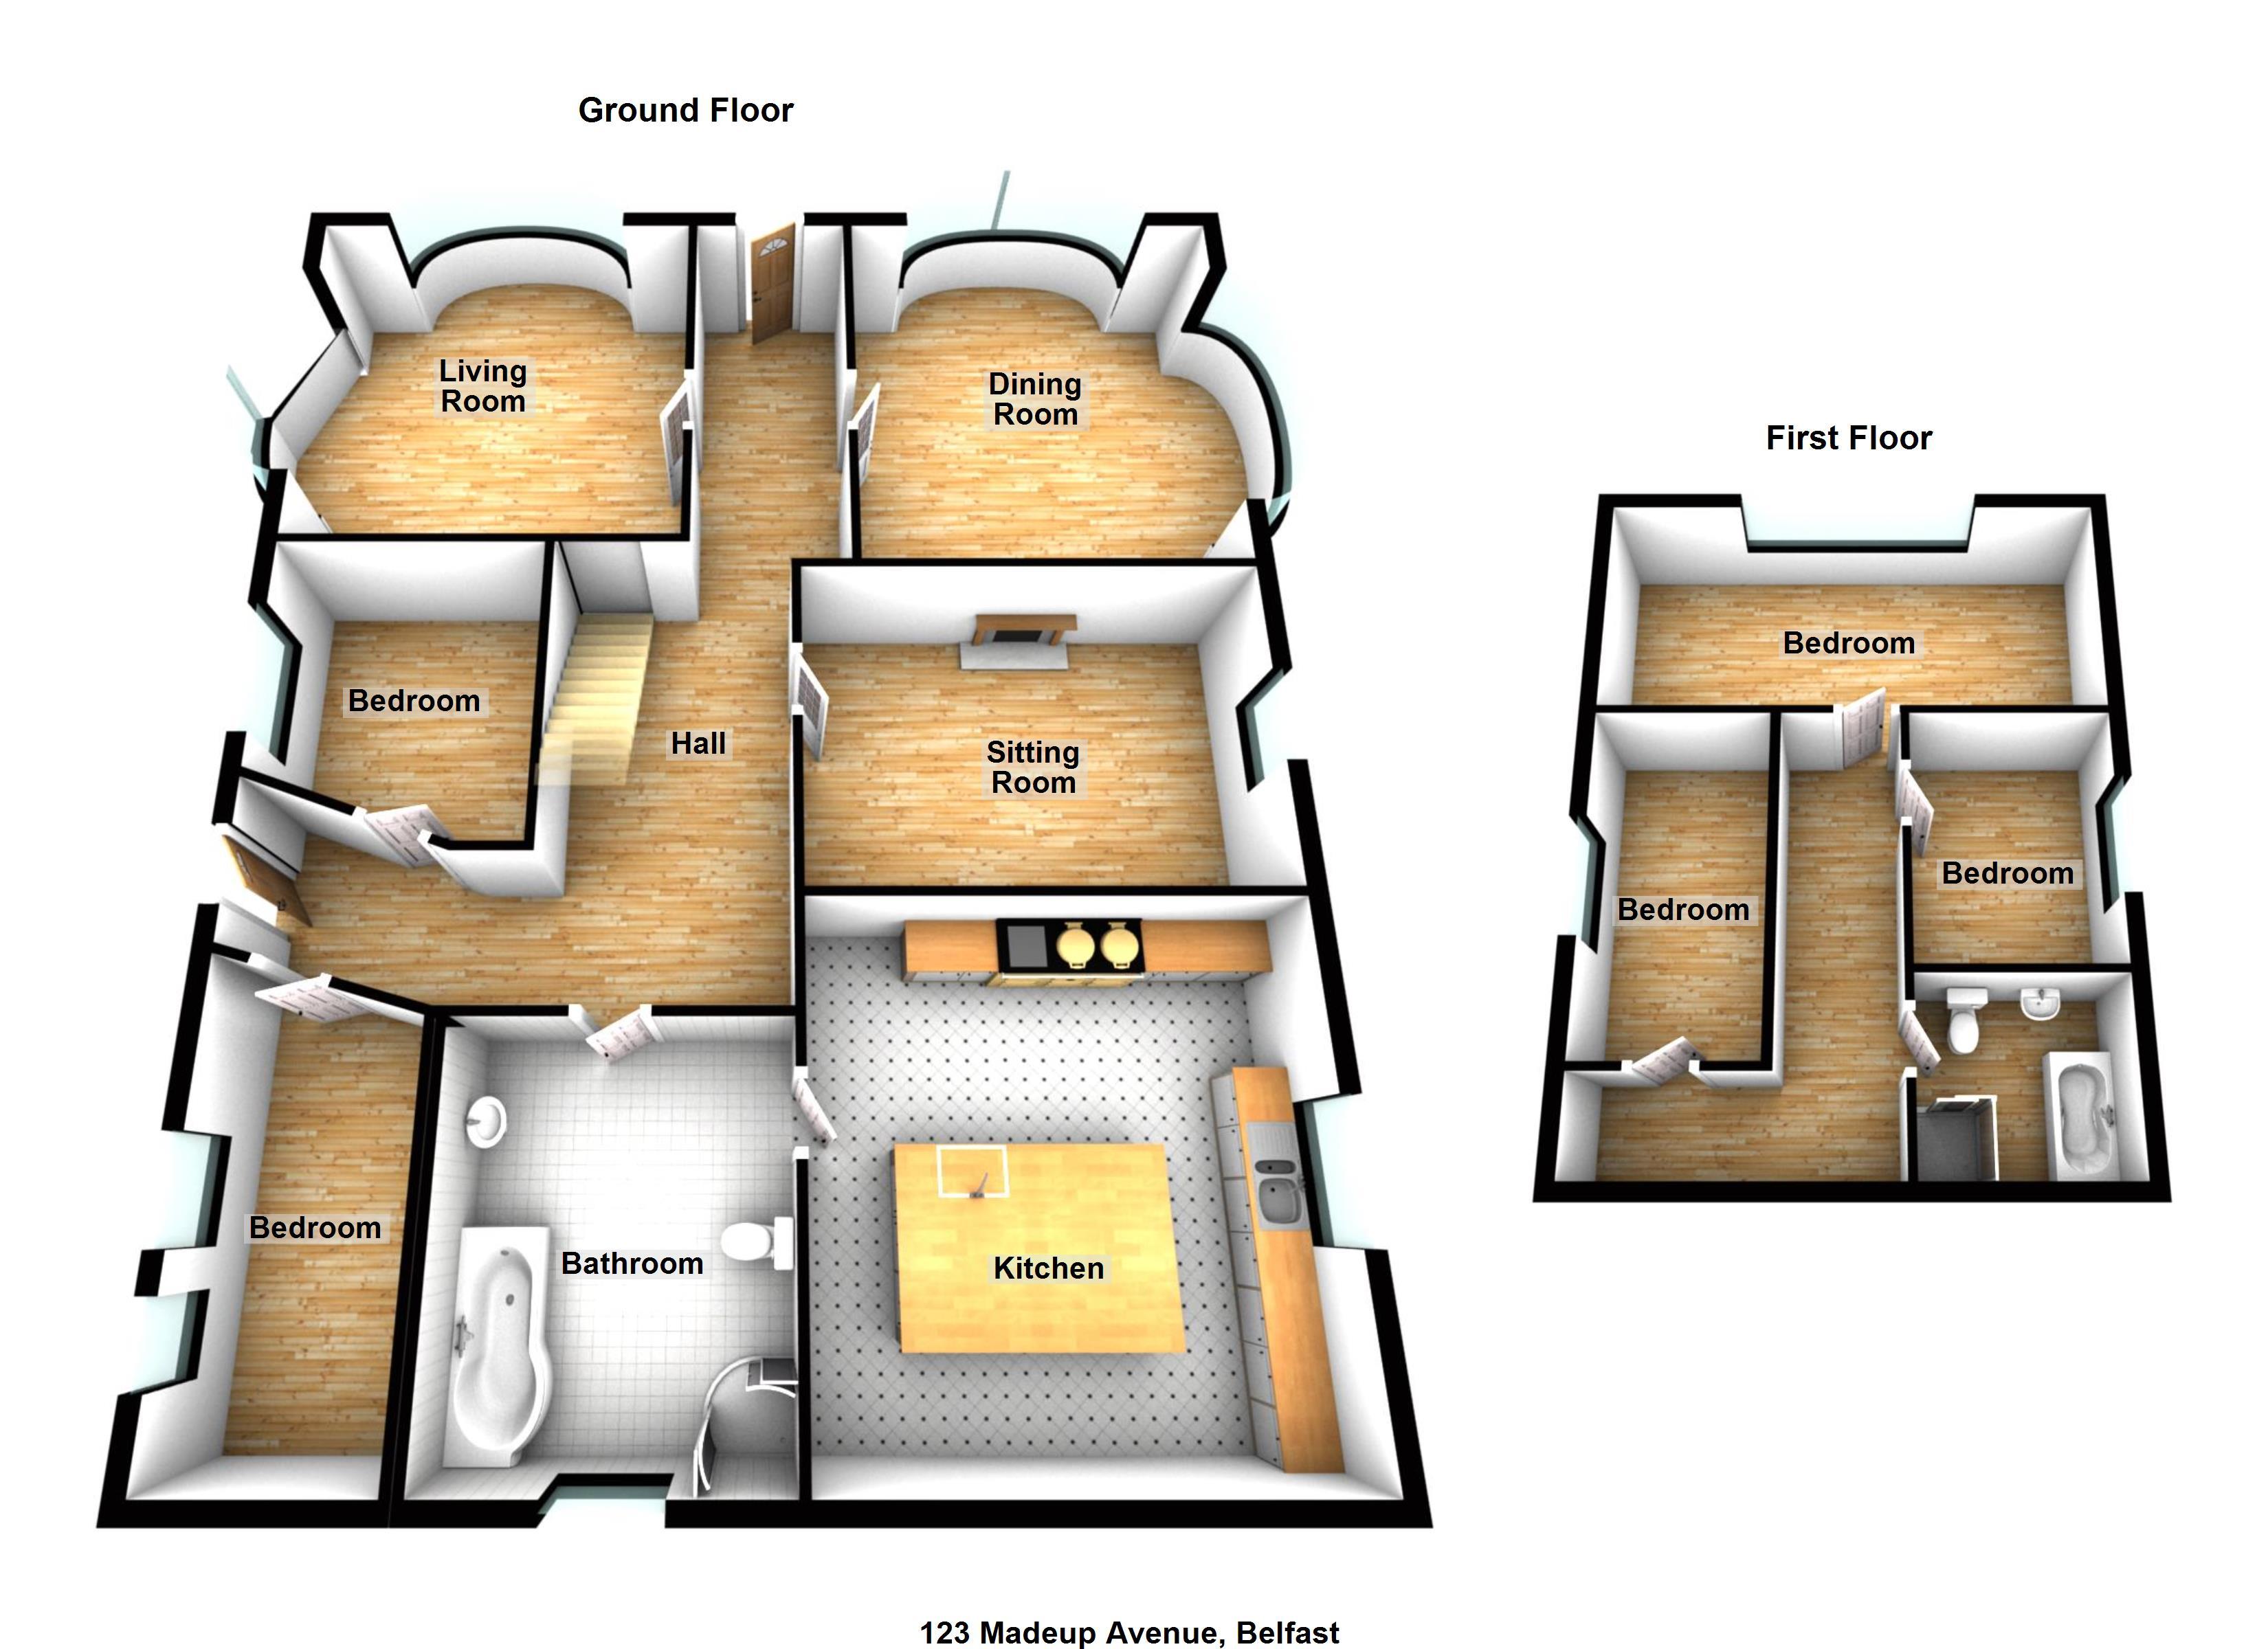 Ground Floor
Living
Room
Dining
Room
Bedroom
Hall
Sitting
Room
Bedroom
Bathroom
Kitchen
First Floor
Bedroom
Bedroom
Bedroom
123 Madeup Avenue, Belfast